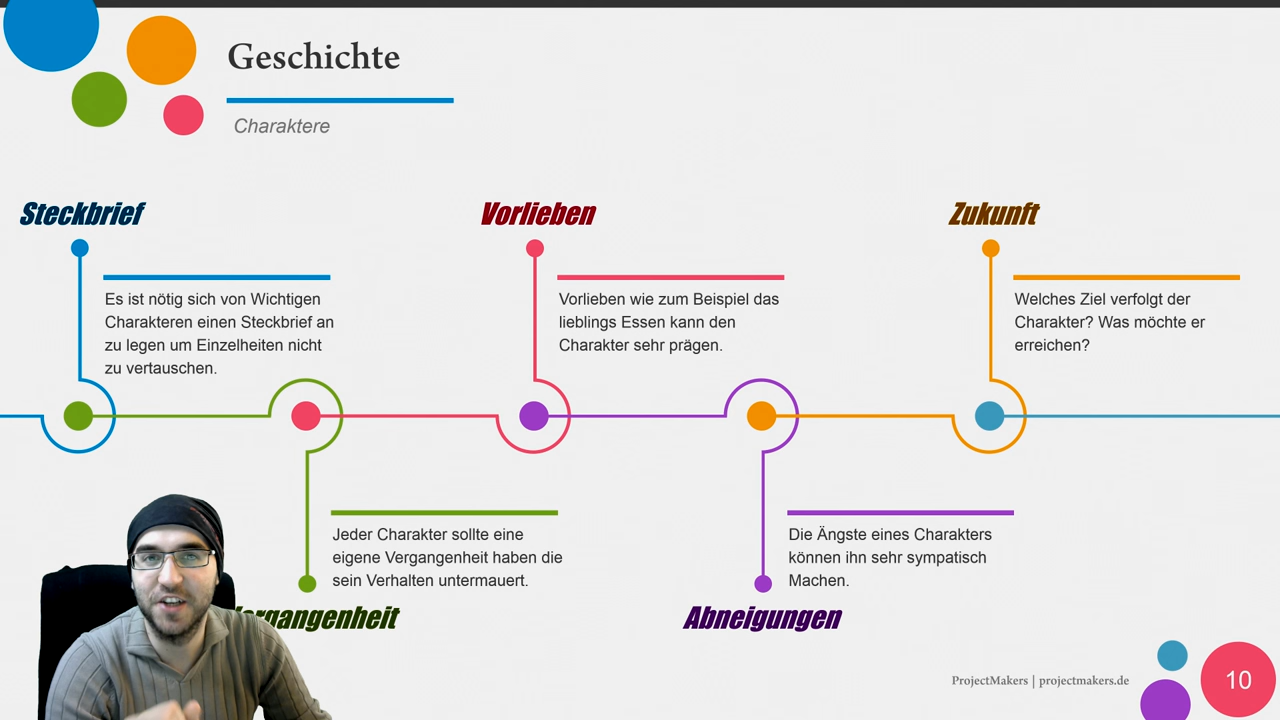 Geschichte
Charaktere
Steckbrief
Es ist nötig sich von Wichtigen
Charakteren einen Steckbrief an
zu legen um Einzelheiten nicht
zu vertauschen.
Jeder Charakter sollte eine
eigene Vergangenheit haben die
sein Verhalten untermauert.
Vergangenheit
Vorlieben
Vorlieben wie zum Beispiel das
lieblings Essen kann den
Charakter sehr prägen.
Die Ängste eines Charakters
können ihn sehr sympatisch
Machen.
Abneigungen
Zukunft
Welches Ziel verfolgt der
Charakter? Was möchte er
erreichen?
ProjectMakers | projectmakers.de
10